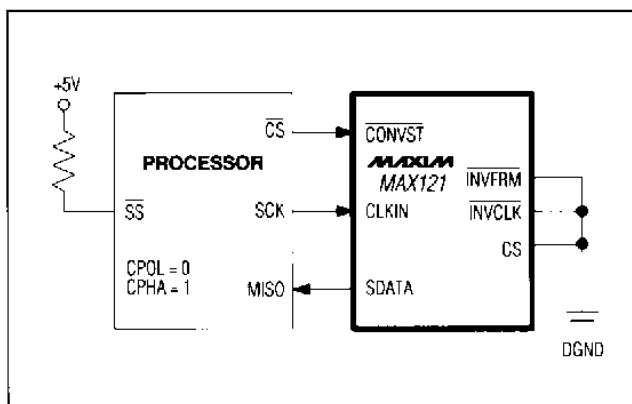 +5V
SS
PROCESSOR
CPOL = 0
CPHA = 1
CS
SCK
MISO
CONVST
MAXIM
MAX121
CLKIN
SDATA
INVFRM
INVCLK
CS
DGND